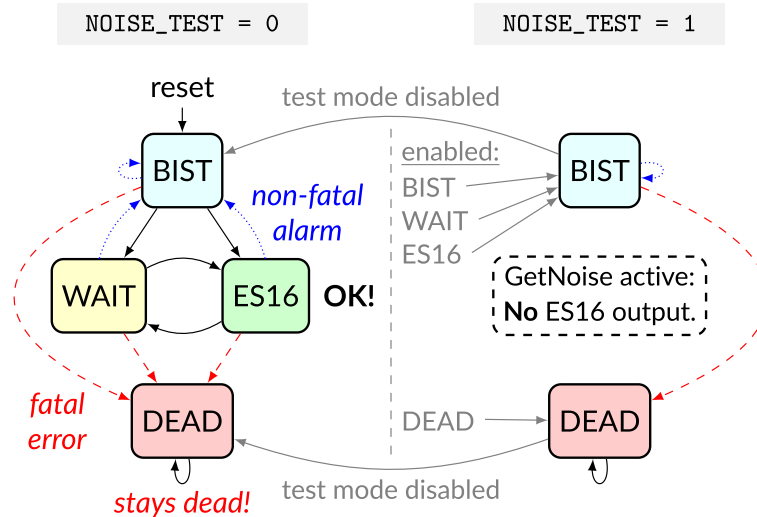 NOISE_TEST = 0
NOISE_TEST = 1
reset
test mode disabled
BIST
enabled:
BIST
WAIT
ES16
BIST
non-fatal
alarm
WAIT
ES16
OK!
GetNoise active:
No ES16 output.
fatal
error
DEAD
DEAD
DEAD
stays dead!
test mode disabled